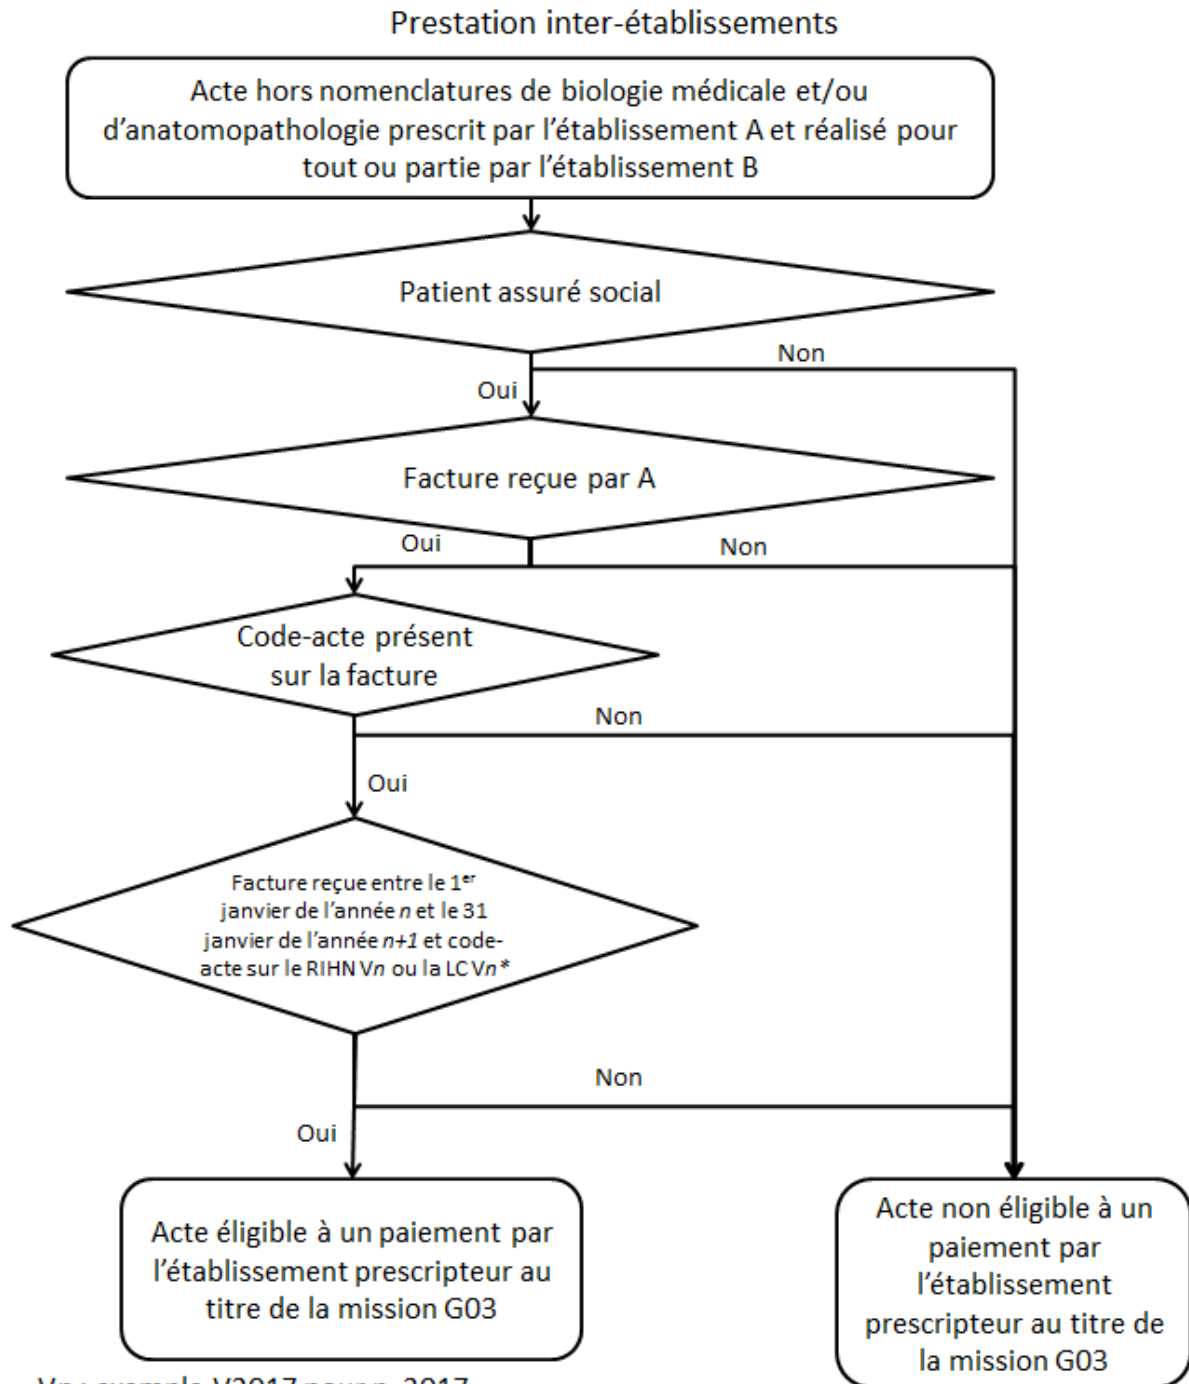 Prestation inter-établissements
Acte hors nomenclatures de biologie médicale et/ou
d'anatomopathologie prescrit par l'établissement A et réalisé pour
tout ou partie par l'établissement B
Patient assuré social
Non
Oui
Facture reçue par A
Oui
Non
Code-acte présent
sur la facture
Non
Oui
Facture reçue entre le 1er
janvier de l'année n et le 31
janvier de l'année n+1 et code-
acte sur le RIHN Vn ou la LC Vn*
Non
Oui
Acte éligible à un paiement par
l'établissement prescripteur au
titre de la mission G03
Acte non éligible à un
paiement par
l'établissement
prescripteur au titre de
la mission G03
Vn : exemple V2017 pour n
2017